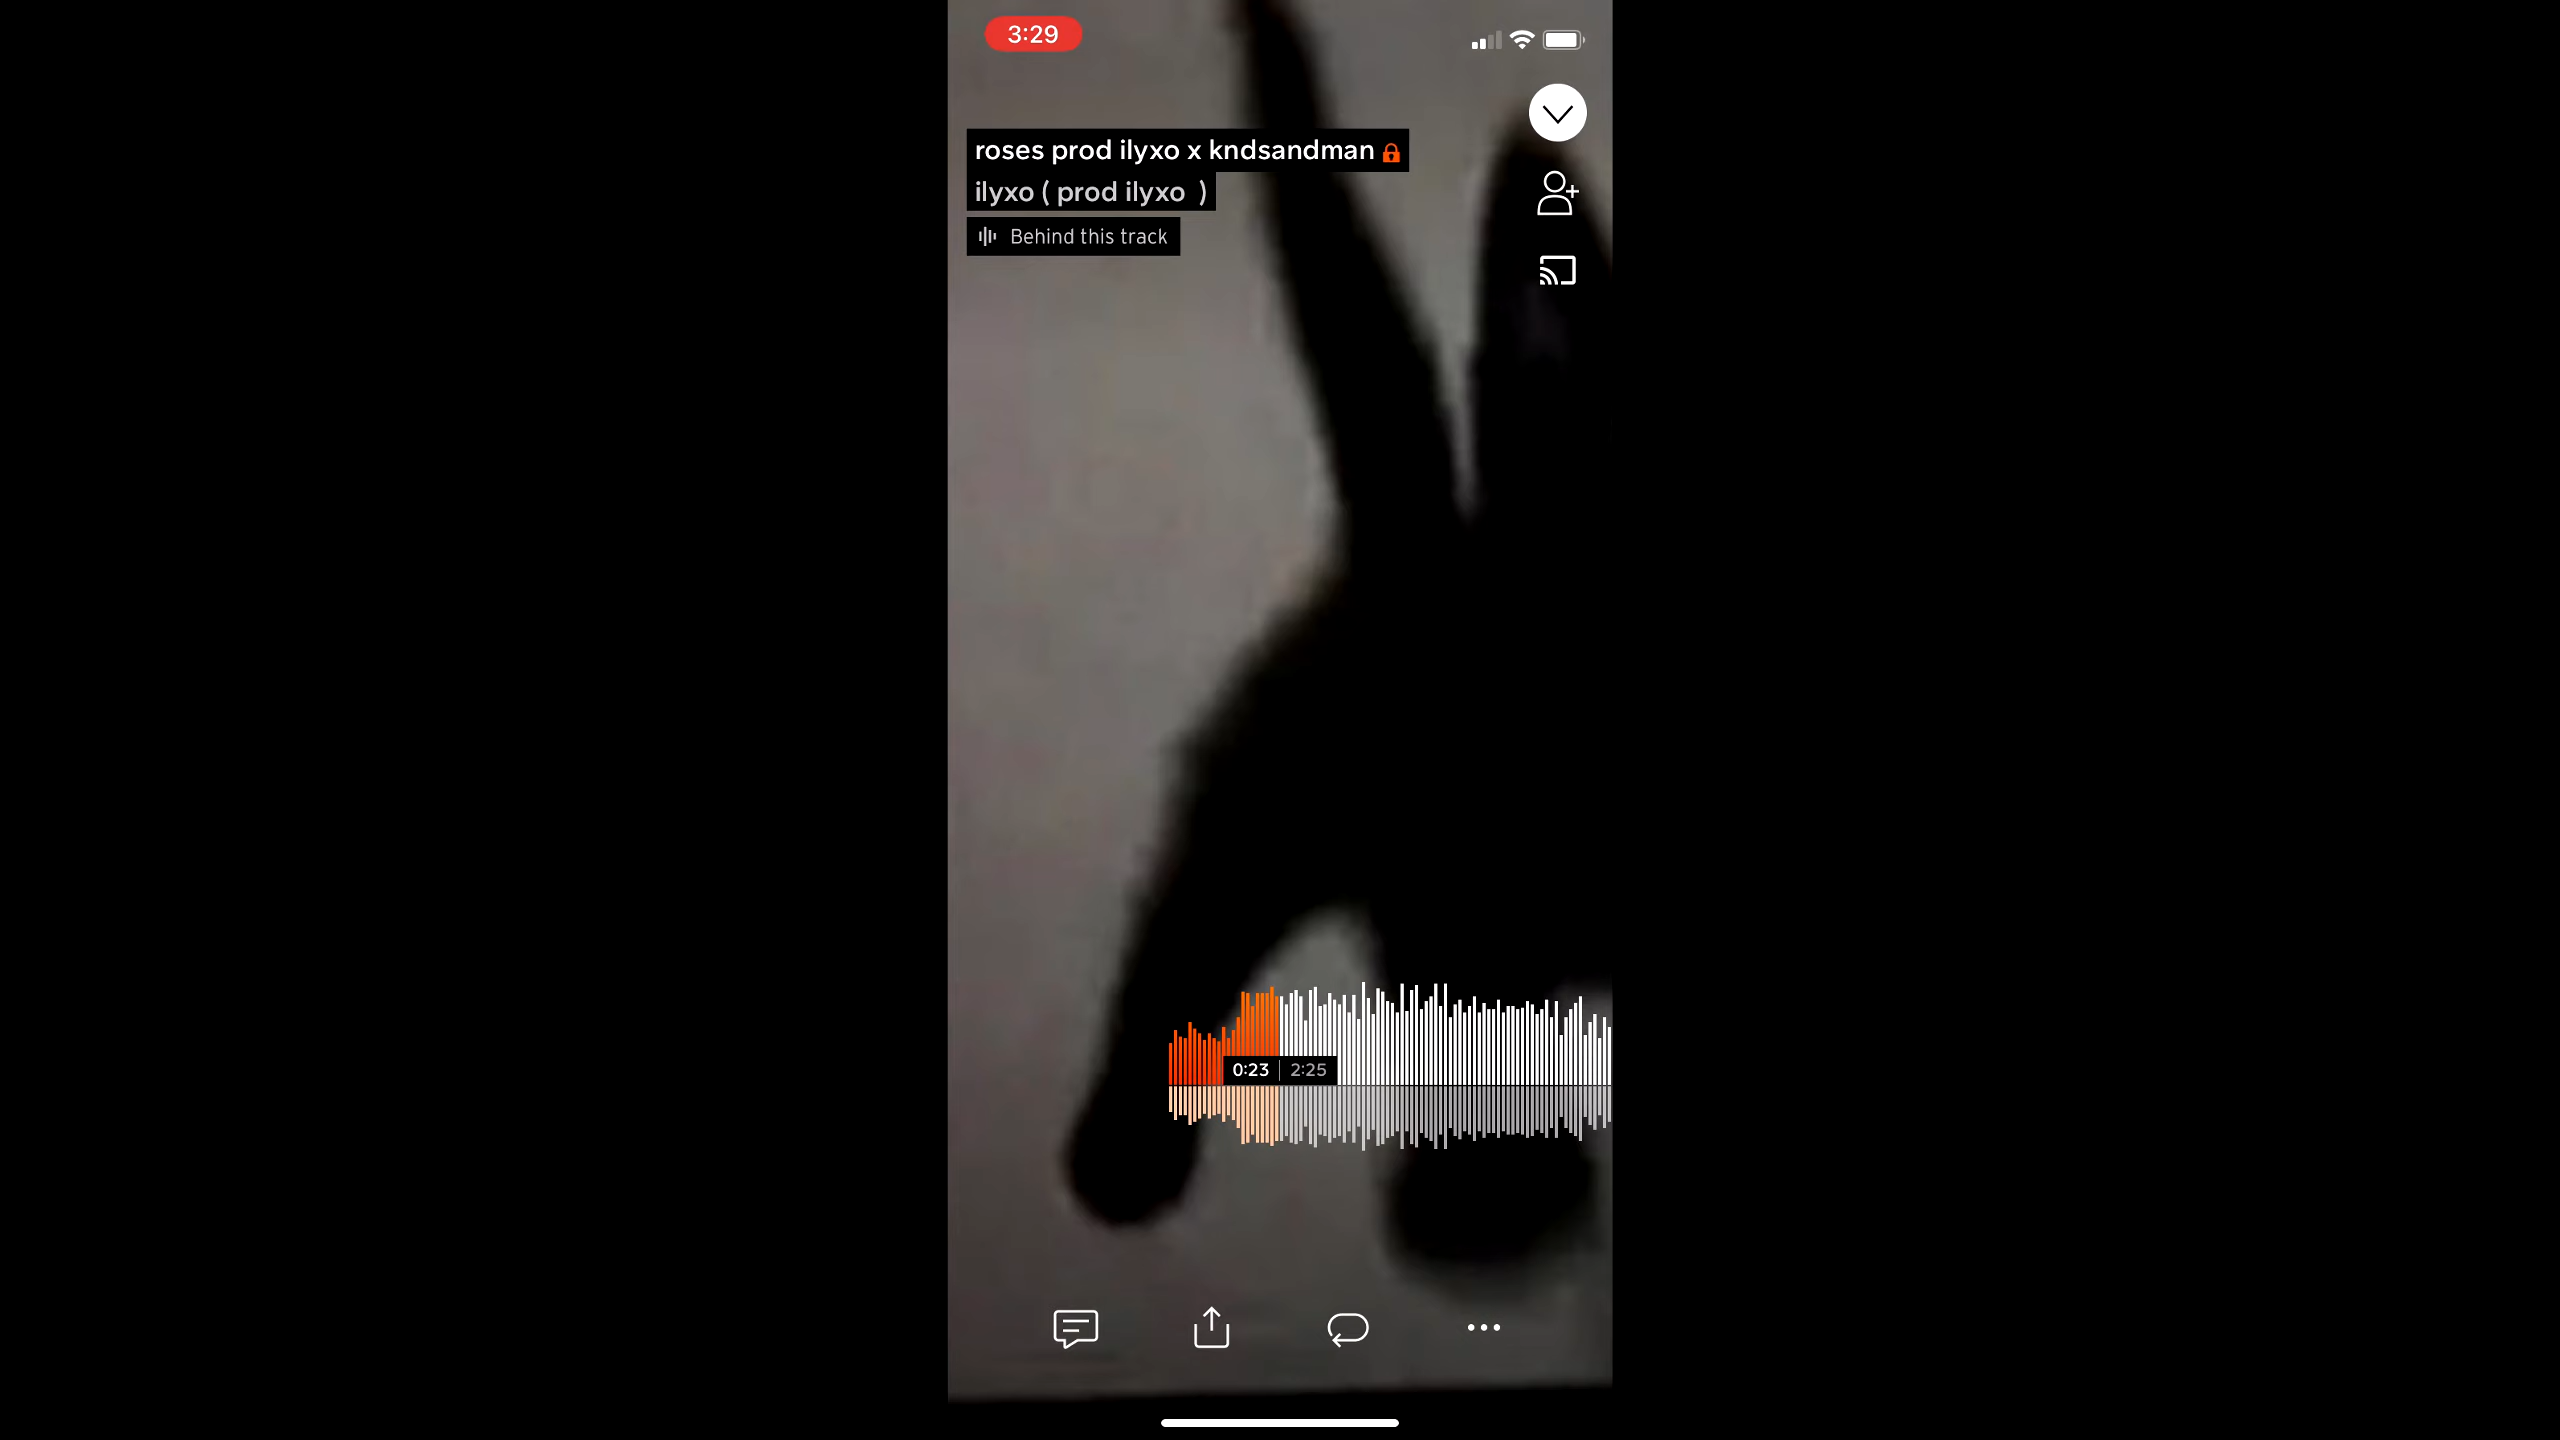 3:29
roses prod ilyxo x kndsandman
ilyxo ( prod ilyxo )
Behind this track
0:23 | 2:25